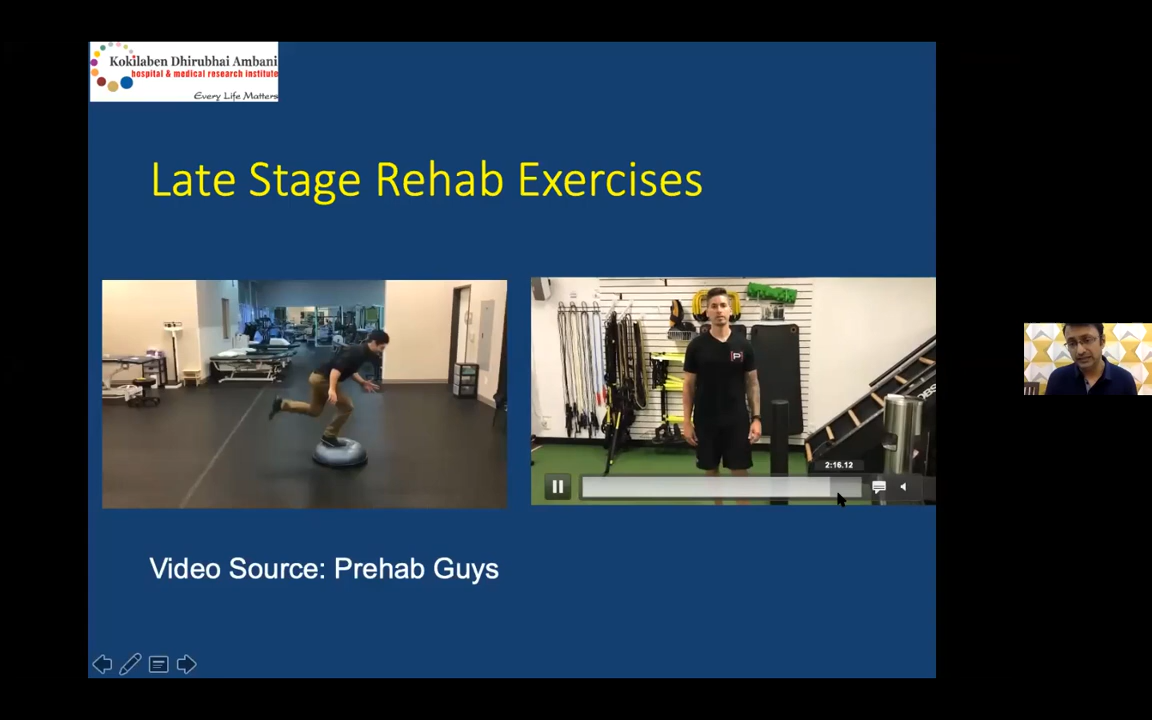 Kokilaben Dhirubhai Ambani
hospital & medical research institute
Every Life Matters
Late Stage Rehab Exercises
2:16.12
Video Source: Prehab Guys